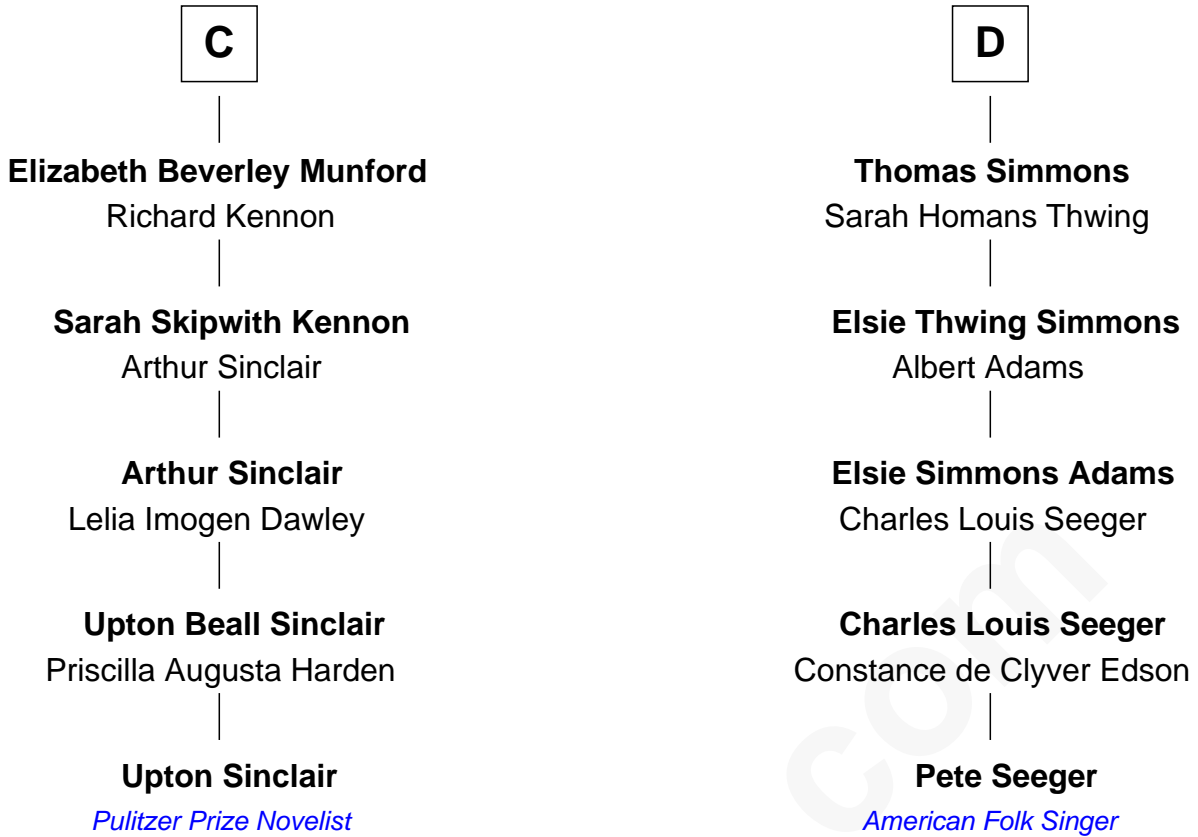 C
Elizabeth Beverley Munford
Richard Kennon
Sarah Skipwith Kennon
Arthur Sinclair
Arthur Sinclair
Lelia Imogen Dawley
Upton Beall Sinclair
Priscilla Augusta Harden
Upton Sinclair
Pulitzer Prize Novelist
D
Thomas Simmons
Sarah Homans Thwing
Elsie Thwing Simmons
Albert Adams
Elsie Simmons Adams
Charles Louis Seeger
Charles Louis Seeger
Constance de Clyver Edson
Pete Seeger
American Folk Singer
com